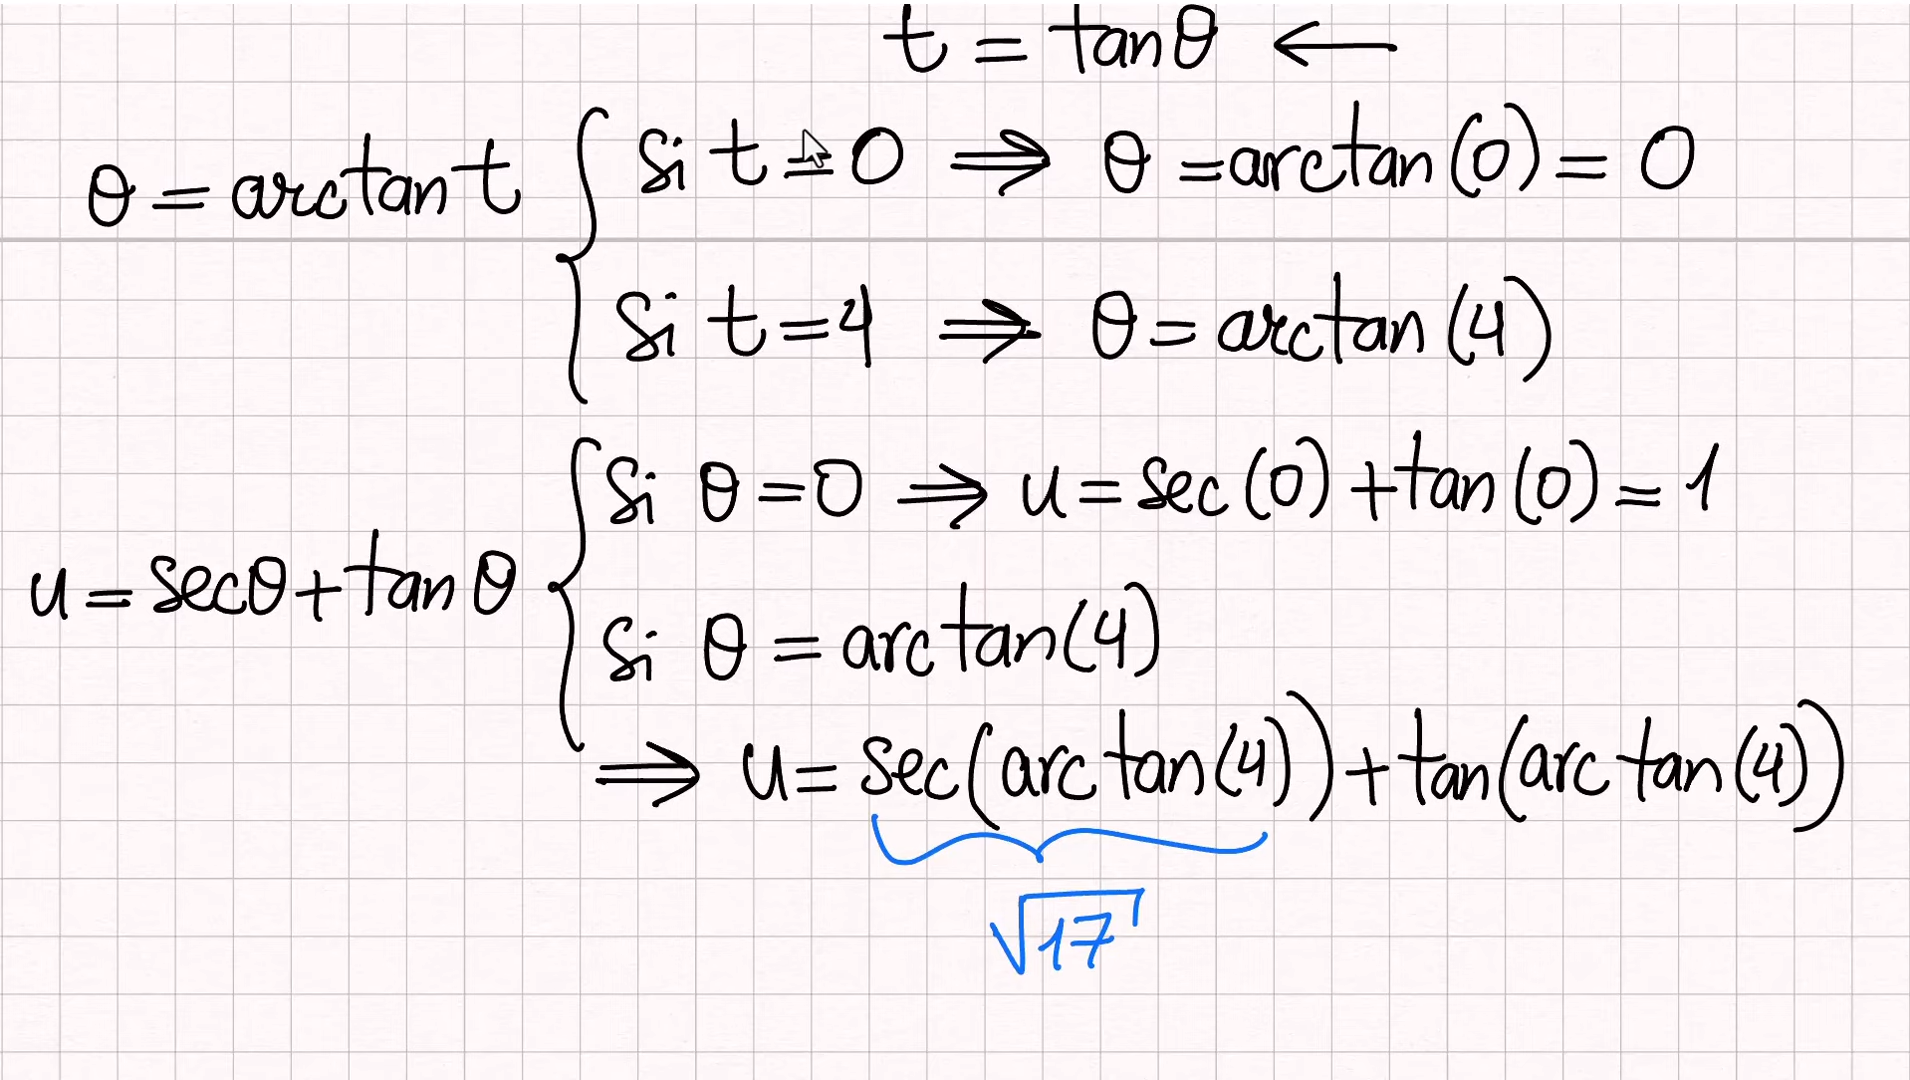 t = tanθ ←
θ = arctan t { si t = 0 ⇒ θ = arctan(0) = 0
si t = 4 ⇒ θ = arctan(4)
u = secθ + tan θ { si θ = 0 ⇒ u = sec(0) + tan(0) = 1
si θ = arctan(4)
⇒ u = sec(arctan(4)) + tan(arctan(4))
√17